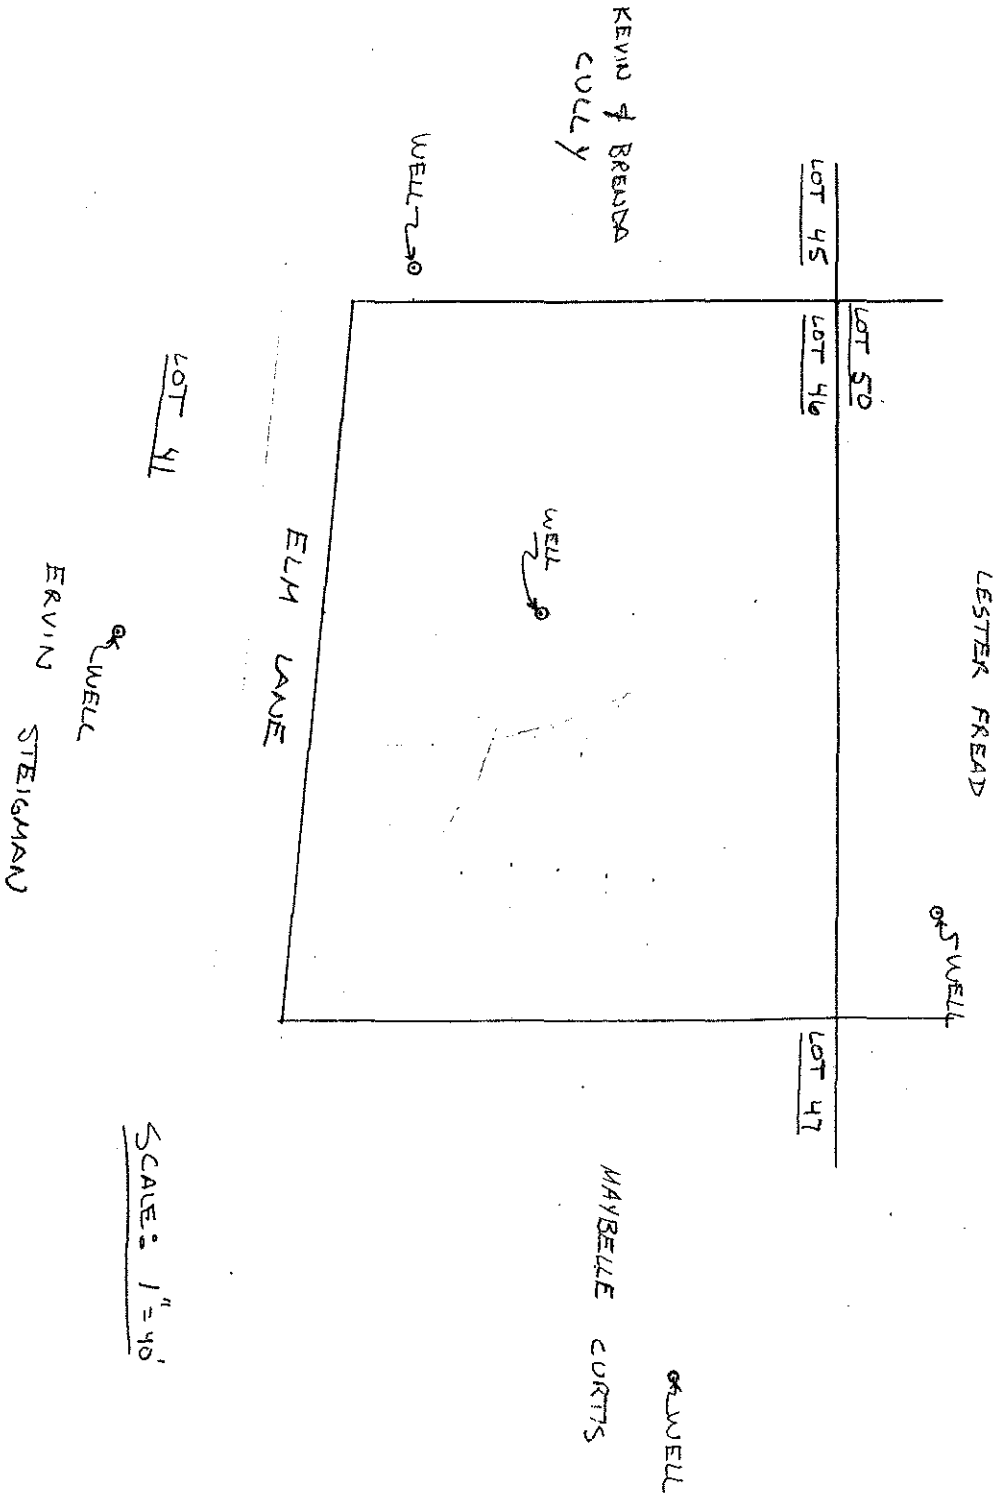 LESTER FREAD
WELL
LOT 50
LOT 45
LOT 46
LOT 47
KEVIN & BRENDA
CULLY
MAYBELLE CURTIS
WELL
WELL
WELL
ELM LANE
LOT 41
WELL
ERVIN STEIGMAN
SCALE: 1"=40'